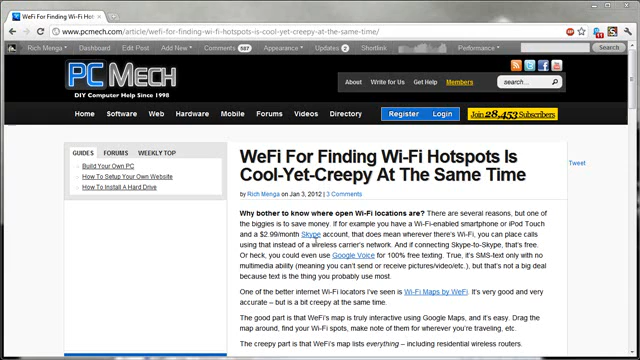 WeFi For Finding Wi-Fi Hots
www.pcmech.com/article/wefi-for-finding-wi-fi-hotspots-is-cool-yet-creepy-at-the-same-time/
Rich Menga Dashboard Edit Post Add New Comments 587 Appearance Updates 2 Shortlink Performance Search
PC MECH
DIY Computer Help Since 1998
About Write for Us Get Help Members search...
Home Software Web Hardware Mobile Forums Videos Directory Register Login Join 28,453 Subscribers
GUIDES FORUMS WEEKLY TOP
Build Your Own PC
How To Setup Your Own Website
How To Install A Hard Drive
WeFi For Finding Wi-Fi Hotspots Is
Cool-Yet-Creepy At The Same Time
Tweet
by Rich Menga on Jan 3, 2012 | 3 Comments
Why bother to know where open Wi-Fi locations are? There are several reasons, but one of
the biggies is to save money. If for example you have a Wi-Fi-enabled smartphone or iPod Touch
and a $2.99/month Skype account, that does mean wherever there's Wi-Fi, you can place calls
using that instead of a wireless carrier's network. And if connecting Skype-to-Skype, that's free.
Or heck, you could even use Google Voice for 100% free texting. True, it's SMS-text only with no
multimedia ability (meaning you can't send or receive pictures/video/etc.), but that's not a big deal
because text is the thing you probably use most.
One of the better internet Wi-Fi locators I've seen is Wi-Fi Maps by WeFi. It's very good and very
accurate – but is a bit creepy at the same time.
The good part is that WeFi's map is truly interactive using Google Maps, and it's easy. Drag the
map around, find your Wi-Fi spots, make note of them for wherever you're traveling, etc.
The creepy part is that WeFi's map lists everything – including residential wireless routers.